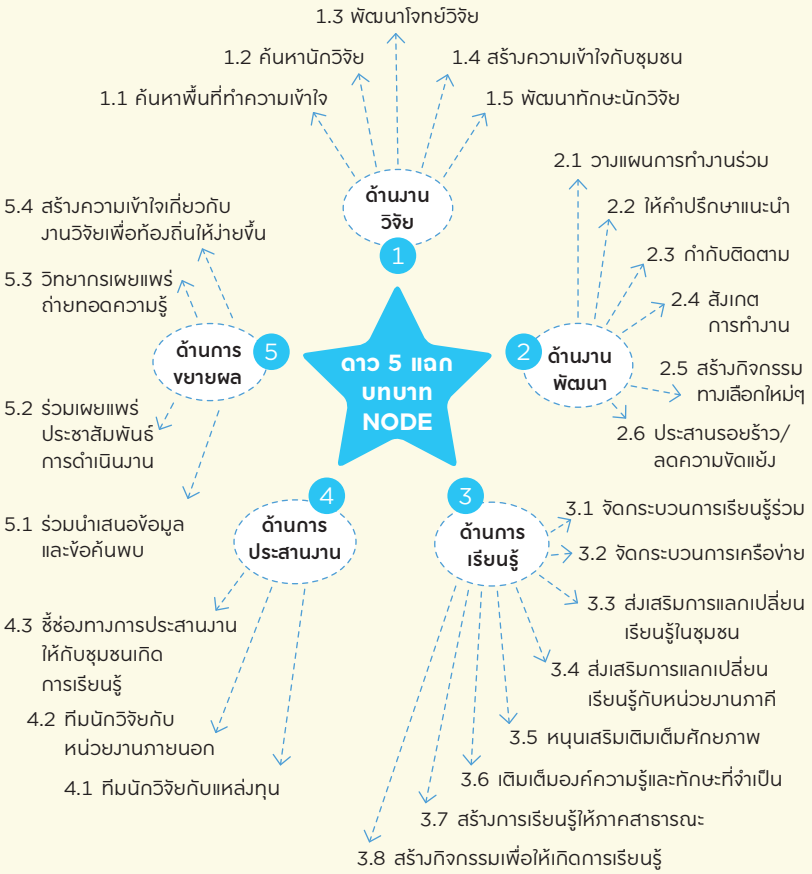 ดาว 5 แฉก
บทบาท
NODE
1
ด้านงาน
วิจัย
1.1 ค้นหาพื้นที่ทำความเข้าใจ
1.2 ค้นหานักวิจัย
1.3 พัฒนาโจทย์วิจัย
1.4 สร้างความเข้าใจกับชุมชน
1.5 พัฒนาทักษะนักวิจัย
2
ด้านงาน
พัฒนา
2.1 วางแผนการทำงานร่วม
2.2 ให้คำปรึกษาแนะนำ
2.3 กำกับติดตาม
2.4 สังเกต
การทำงาน
2.5 สร้างกิจกรรม
ทางเลือกใหม่ๆ
2.6 ประสานรอยร้าว/
ลดความขัดแย้ง
3
ด้านการ
เรียนรู้
3.1 จัดกระบวนการเรียนรู้ร่วม
3.2 จัดกระบวนการเครือข่าย
3.3 ส่งเสริมการแลกเปลี่ยน
เรียนรู้ในชุมชน
3.4 ส่งเสริมการแลกเปลี่ยน
เรียนรู้กับหน่วยงานภาคี
3.5 หนุนเสริมเติมเต็มศักยภาพ
3.6 เติมเต็มองค์ความรู้และทักษะที่จำเป็น
3.7 สร้างการเรียนรู้ให้ภาคสาธารณะ
3.8 สร้างกิจกรรมเพื่อให้เกิดการเรียนรู้
4
ด้านการ
ประสานงาน
4.3 ชี้ช่องทางการประสานงาน
ให้กับชุมชนเกิด
การเรียนรู้
4.2 ทีมนักวิจัยกับ
หน่วยงานภายนอก
4.1 ทีมนักวิจัยกับแหล่งทุน
5
ด้านการ
ขยายผล
5.4 สร้างความเข้าใจเกี่ยวกับ
งานวิจัยเพื่อท้องถิ่นให้ง่ายขึ้น
5.3 วิทยากรเผยแพร่
ถ่ายทอดความรู้
5.2 ร่วมเผยแพร่
ประชาสัมพันธ์
การดำเนินงาน
5.1 ร่วมนำเสนอข้อมูล
และข้อค้นพบ